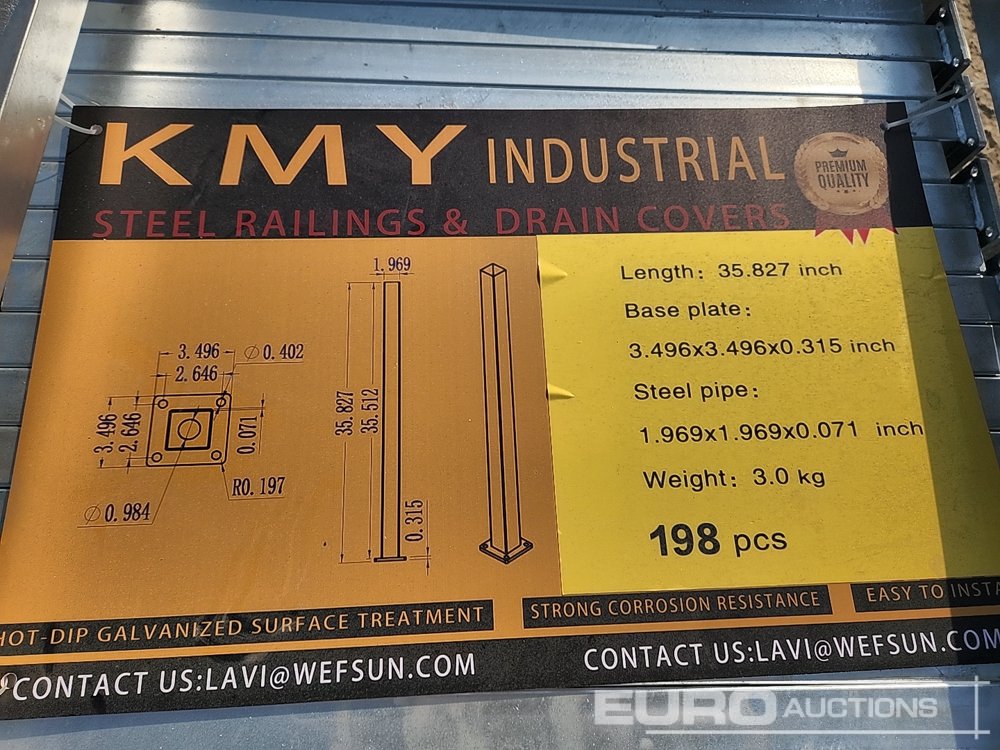 KMY INDUSTRIAL
PREMIUM
QUALITY
STEEL RAILINGS & DRAIN COVERS
3.496
2.646
∅0.402
3.496
2.646
0.071
R0.197
∅0.984
1.969
35.827
35.512
0.315
Length: 35.827 inch
Base plate:
3.496x3.496x0.315 inch
Steel pipe:
1.969x1.969x0.071 inch
Weight: 3.0 kg
198 pcs
HOT-DIP GALVANIZED SURFACE TREATMENT
STRONG CORROSION RESISTANCE
EASY TO INSTA
CONTACT US:LAVI@WEFSUN.COM
CONTACT US:LAVI@WEFSUN.COM
EURO AUCTIONS